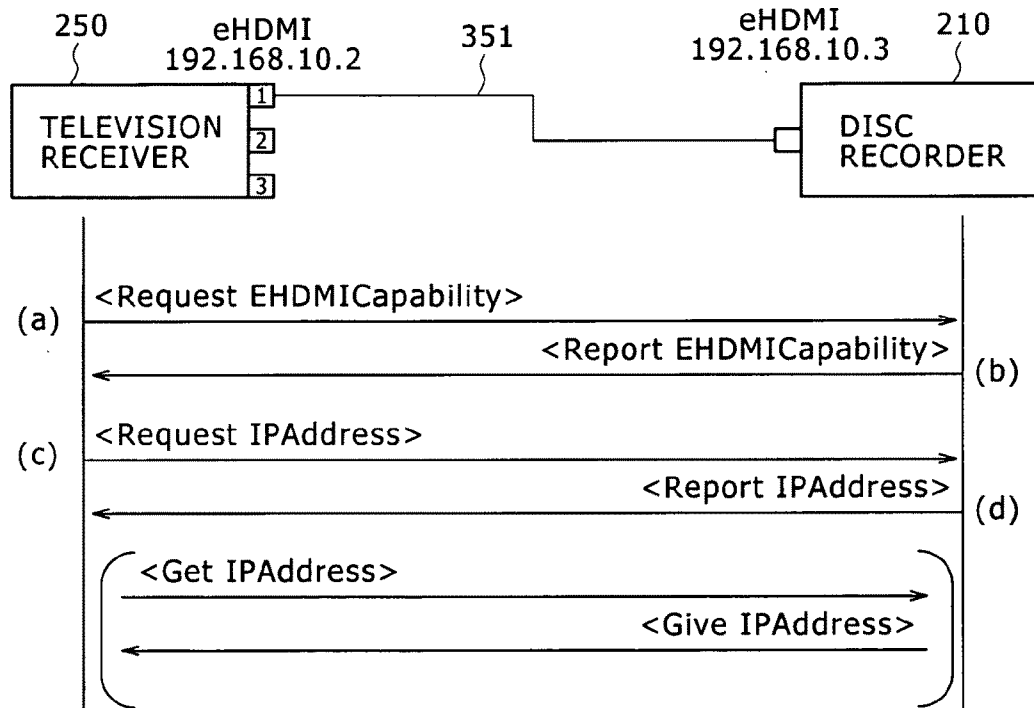 250
eHDMI
192.168.10.2
351
eHDMI
192.168.10.3
210
TELEVISION
RECEIVER
1
2
3
DISC
RECORDER
<Request EHDMICapability>
(a)
<Report EHDMICapability>
(b)
<Request IPAddress>
(c)
<Report IPAddress>
(d)
<Get IPAddress>
<Give IPAddress>